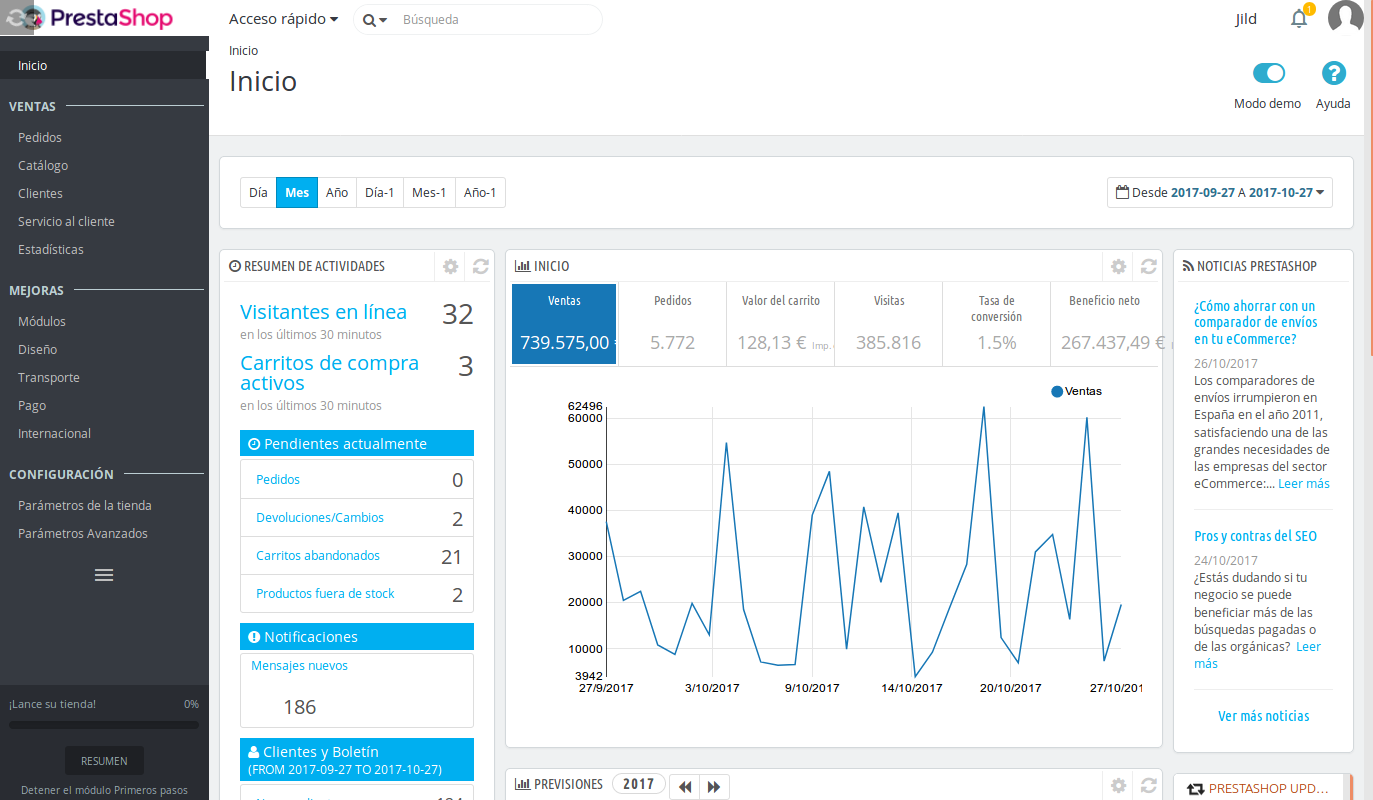 PrestaShop
Acceso rápido
Búsqueda
Jild
1
Inicio
Inicio
Modo demo
Ayuda
Inicio
VENTAS
Pedidos
Catálogo
Clientes
Servicio al cliente
Estadísticas
MEJORAS
Módulos
Diseño
Transporte
Pago
Internacional
CONFIGURACIÓN
Parámetros de la tienda
Parámetros Avanzados
¡Lance su tienda! 0%
RESUMEN
Detener el módulo Primeros pasos
Día Mes Año Día-1 Mes-1 Año-1
Desde 2017-09-27 A 2017-10-27
RESUMEN DE ACTIVIDADES
Visitantes en línea 32
en los últimos 30 minutos
Carritos de compra
activos 3
en los últimos 30 minutos
Pendientes actualmente
Pedidos 0
Devoluciones/Cambios 2
Carritos abandonados 21
Productos fuera de stock 2
Notificaciones
Mensajes nuevos
186
Clientes y Boletín
(FROM 2017-09-27 TO 2017-10-27)
INICIO
Ventas
739.575,00
Pedidos
5.772
Valor del carrito
128,13 € Imp.
Visitas
385.816
Tasa de
conversión
1.5%
Beneficio neto
267.437,49 €
Ventas
62496
60000
50000
40000
30000
20000
10000
3942
27/9/2017 3/10/2017 9/10/2017 14/10/2017 20/10/2017 27/10/201
PREVISIONES 2017
NOTICIAS PRESTASHOP
¿Cómo ahorrar con un
comparador de envíos
en tu eCommerce?
26/10/2017
Los comparadores de
envíos irrumpieron en
España en el año 2011,
satisfaciendo una de las
grandes necesidades de
las empresas del sector
eCommerce:... Leer más
Pros y contras del SEO
24/10/2017
¿Estás dudando si tu
negocio se puede
beneficiar más de las
búsquedas pagadas o
de las orgánicas? Leer
más
Ver más noticias
PRESTASHOP UPD...